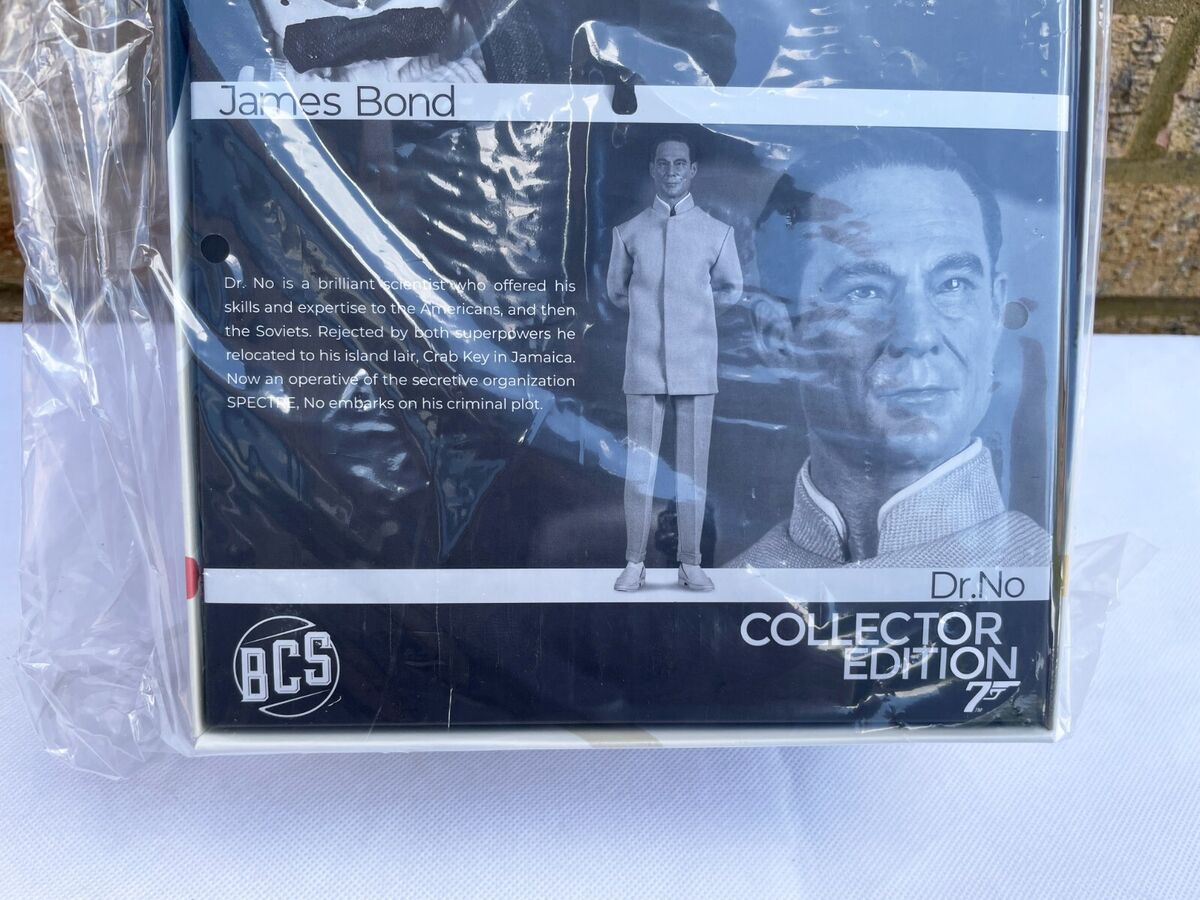 James Bond
Dr. No is a brilliant scientist who offered his
skills and expertise to the Americans, and then
the Soviets. Rejected by both superpowers he
relocated to his island lair, Crab Key in Jamaica.
Now an operative of the secretive organization
SPECTRE, No embarks on his criminal plot.
Dr.No
BCS
COLLECTOR
EDITION
7